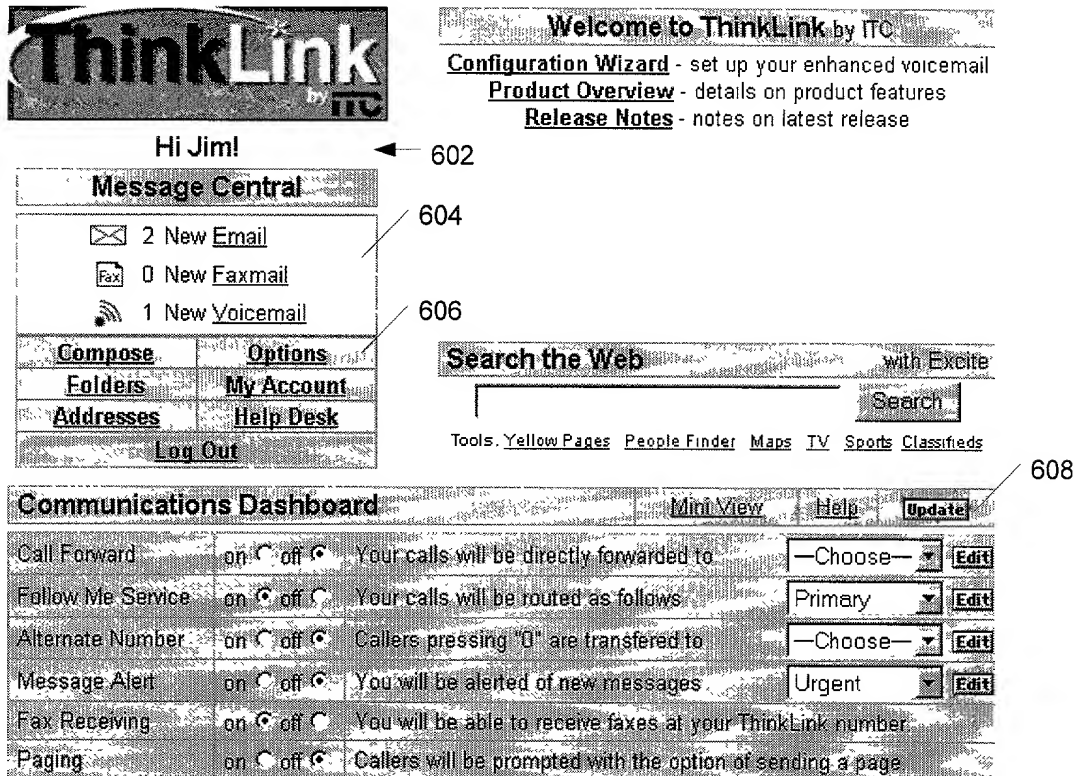 ThinkLink
by ITC
Hi Jim!
602
Message Central
2 New Email
Fax 0 New Faxmail
1 New Voicemail
604
606
Compose Options
Folders My Account
Addresses Help Desk
Log Out
Welcome to ThinkLink by ITC
Configuration Wizard - set up your enhanced voicemail
Product Overview - details on product features
Release Notes - notes on latest release
Search the Web with Excite
Search
Tools. Yellow Pages People Finder Maps TV Sports Classifieds
608
Communications Dashboard Mini View Help Update
Call Forward on off Your calls will be directly forwarded to —Choose— Edit
Follow Me Service on off Your calls will be routed as follows Primary Edit
Alternate Number on off Callers pressing "0" are transfered to —Choose— Edit
Message Alert on off You will be alerted of new messages Urgent Edit
Fax Receiving on off You will be able to receive faxes at your ThinkLink number
Paging on off Callers will be prompted with the option of sending a page